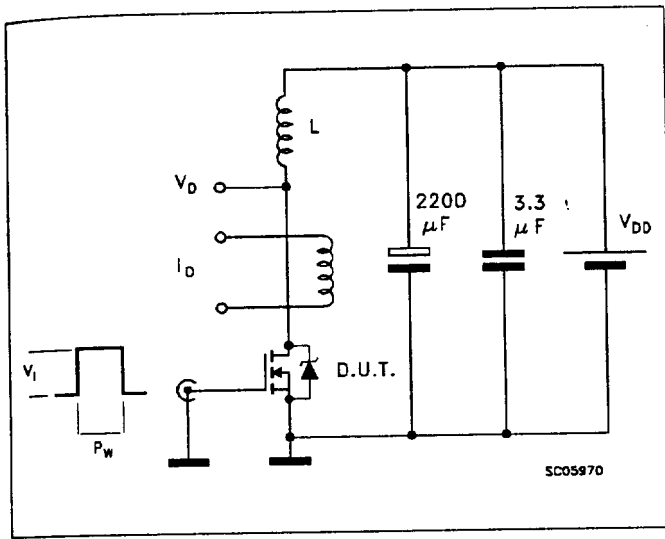 L
V_D
2200
μF
3.3
μF
V_DD
I_D
V_I
D.U.T.
P_W
SC05970